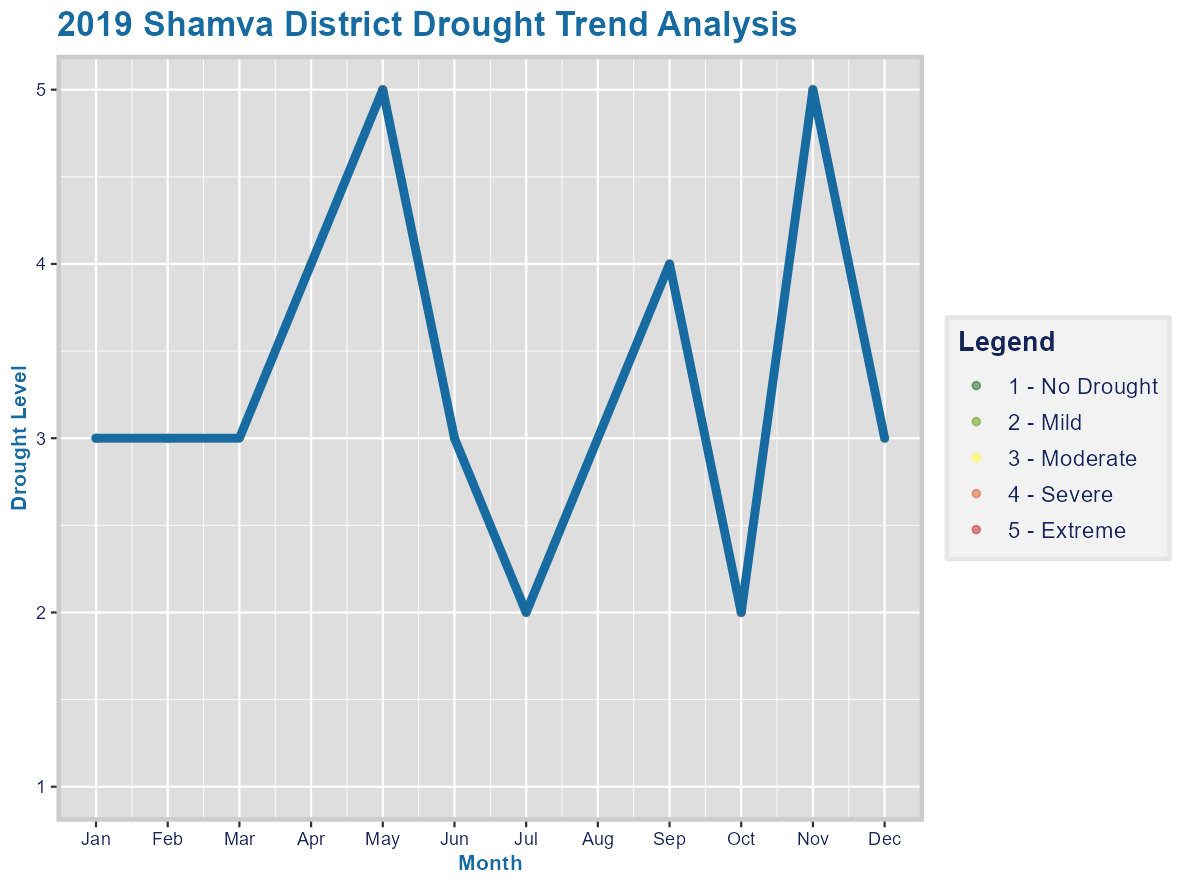 2019 Shamva District Drought Trend Analysis
Drought Level
5
4
3
2
1
Jan Feb Mar Apr May Jun Jul Aug Sep Oct Nov Dec
Month
Legend
1 - No Drought
2 - Mild
3 - Moderate
4 - Severe
5 - Extreme